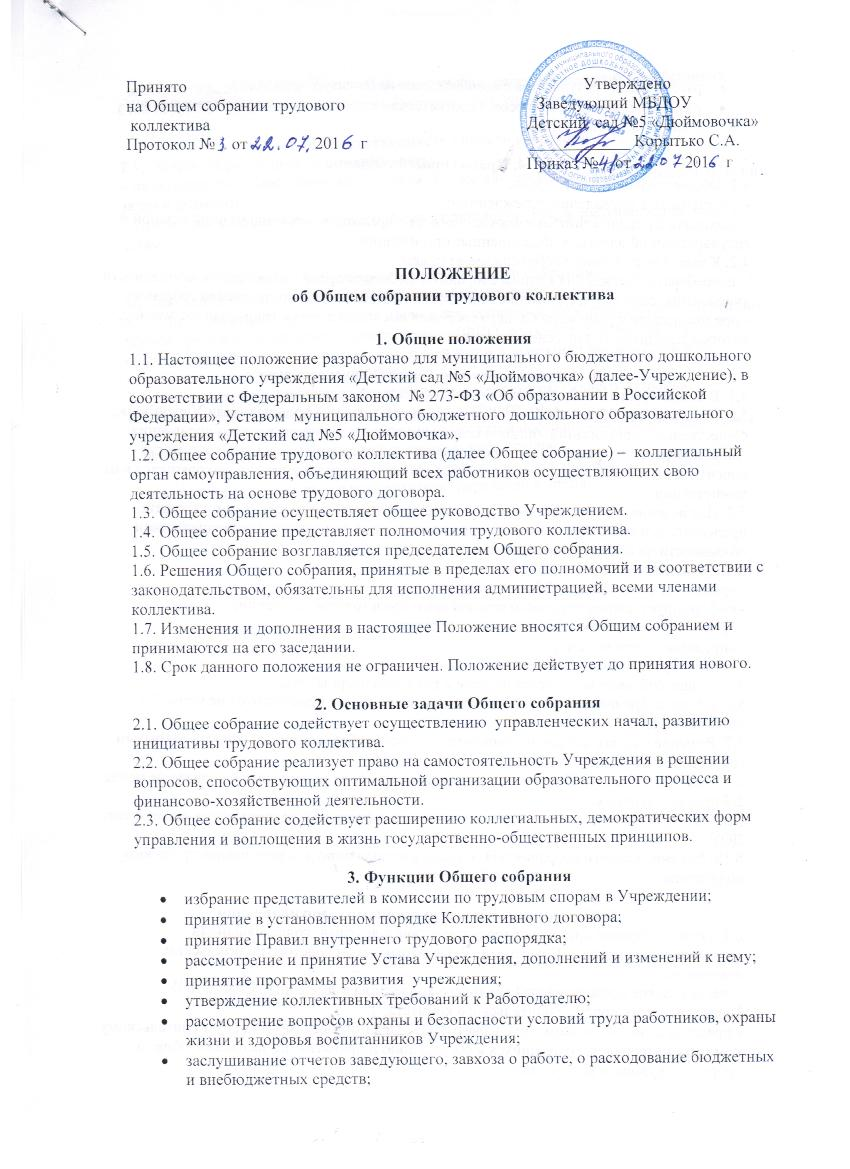 Принято
на Общем собрании трудового
коллектива
Протокол № 3 от 22.07. 2016 г
Утверждено
Заведующий МБДОУ
Детский сад №5 «Дюймовочка»
Корытько С.А.
Приказ №41 от 22.07 2016 г
ПОЛОЖЕНИЕ
об Общем собрании трудового коллектива
1. Общие положения
1.1. Настоящее положение разработано для муниципального бюджетного дошкольного
образовательного учреждения «Детский сад №5 «Дюймовочка» (далее-Учреждение), в
соответствии с Федеральным законом № 273-ФЗ «Об образовании в Российской
Федерации», Уставом муниципального бюджетного дошкольного образовательного
учреждения «Детский сад №5 «Дюймовочка»,
1.2. Общее собрание трудового коллектива (далее Общее собрание) – коллегиальный
орган самоуправления, объединяющий всех работников осуществляющих свою
деятельность на основе трудового договора.
1.3. Общее собрание осуществляет общее руководство Учреждением.
1.4. Общее собрание представляет полномочия трудового коллектива.
1.5. Общее собрание возглавляется председателем Общего собрания.
1.6. Решения Общего собрания, принятые в пределах его полномочий и в соответствии с
законодательством, обязательны для исполнения администрацией, всеми членами
коллектива.
1.7. Изменения и дополнения в настоящее Положение вносятся Общим собранием и
принимаются на его заседании.
1.8. Срок данного положения не ограничен. Положение действует до принятия нового.
2. Основные задачи Общего собрания
2.1. Общее собрание содействует осуществлению управленческих начал, развитию
инициативы трудового коллектива.
2.2. Общее собрание реализует право на самостоятельность Учреждения в решении
вопросов, способствующих оптимальной организации образовательного процесса и
финансово-хозяйственной деятельности.
2.3. Общее собрание содействует расширению коллегиальных, демократических форм
управления и воплощения в жизнь государственно-общественных принципов.
3. Функции Общего собрания
• избрание представителей в комиссии по трудовым спорам в Учреждении;
• принятие в установленном порядке Коллективного договора;
• принятие Правил внутреннего трудового распорядка;
• рассмотрение и принятие Устава Учреждения, дополнений и изменений к нему;
• принятие программы развития учреждения;
• утверждение коллективных требований к Работодателю;
• рассмотрение вопросов охраны и безопасности условий труда работников, охраны
жизни и здоровья воспитанников Учреждения;
• заслушивание отчетов заведующего, завхоза о работе, о расходование бюджетных
и внебюджетных средств;